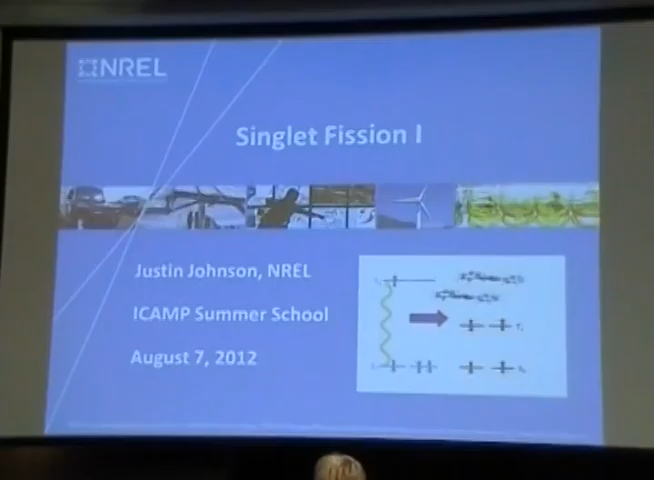 NREL
Singlet Fission I
Justin Johnson, NREL
ICAMP Summer School
August 7, 2012